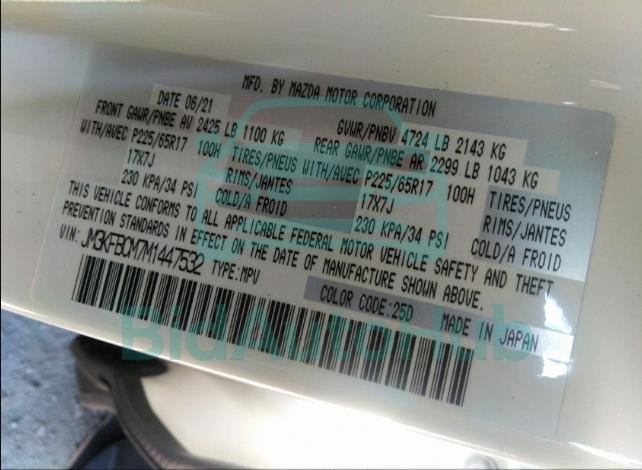 MFD. BY MAZDA MOTOR CORPORATION
DATE 06/21
GVWR/PNBV 4724 LB 2143 KG
FRONT GAWR/PNBE AV 2425 LB 1100 KG
REAR GAWR/PNBE AR 2299 LB 1043 KG
WITH/AVEC P225/65R17 100H TIRES/PNEUS WITH/AVEC P225/65R17 100H TIRES/PNEUS
17X7J RIMS/JANTES 17X7J RIMS/JANTES
230 KPA/34 PSI COLD/A FROID 230 KPA/34 PSI COLD/A FROID
THIS VEHICLE CONFORMS TO ALL APPLICABLE FEDERAL MOTOR VEHICLE SAFETY AND THEFT
PREVENTION STANDARDS IN EFFECT ON THE DATE OF MANUFACTURE SHOWN ABOVE.
VIN: JM3KFBCM7M1447532 TYPE:MPV
COLOR CODE:25D MADE IN JAPAN
BidAutoHub